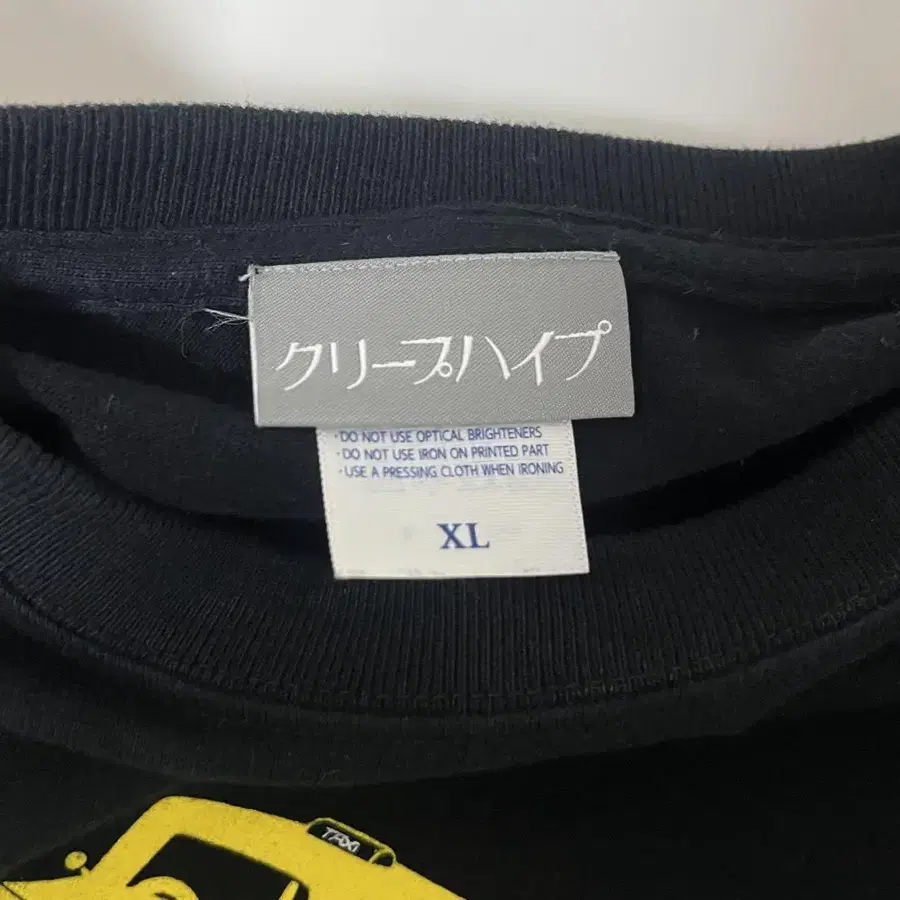 クリープハイプ
・DO NOT USE OPTICAL BRIGHTENERS
・DO NOT USE IRON ON PRINTED PART
・USE A PRESSING CLOTH WHEN IRONING
XL
TAXI